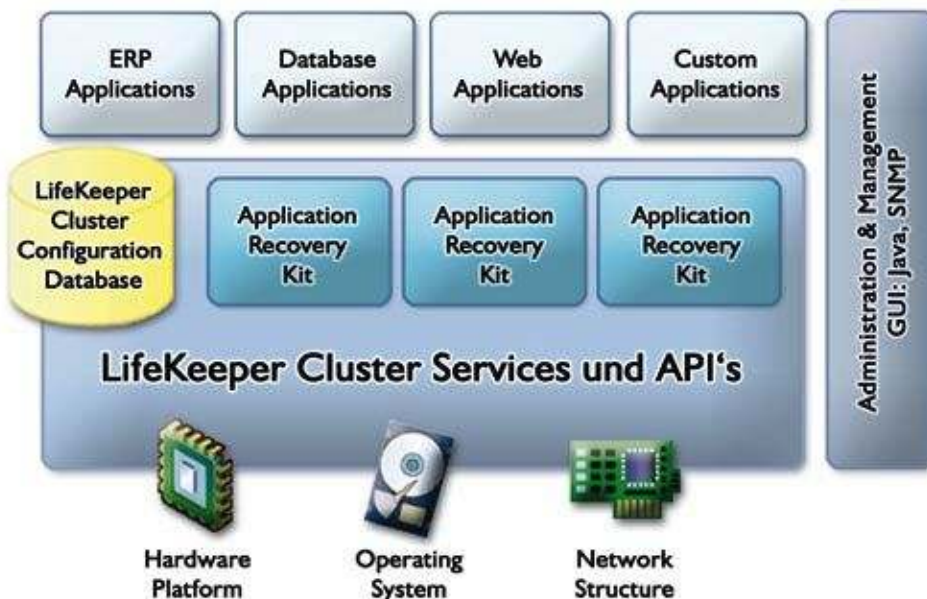 ERP
Applications
Database
Applications
Web
Applications
Custom
Applications
LifeKeeper
Cluster
Configuration
Database
Application
Recovery
Kit
Application
Recovery
Kit
Application
Recovery
Kit
LifeKeeper Cluster Services und API's
Administration & Management
GUI: Java, SNMP
Hardware
Platform
Operating
System
Network
Structure